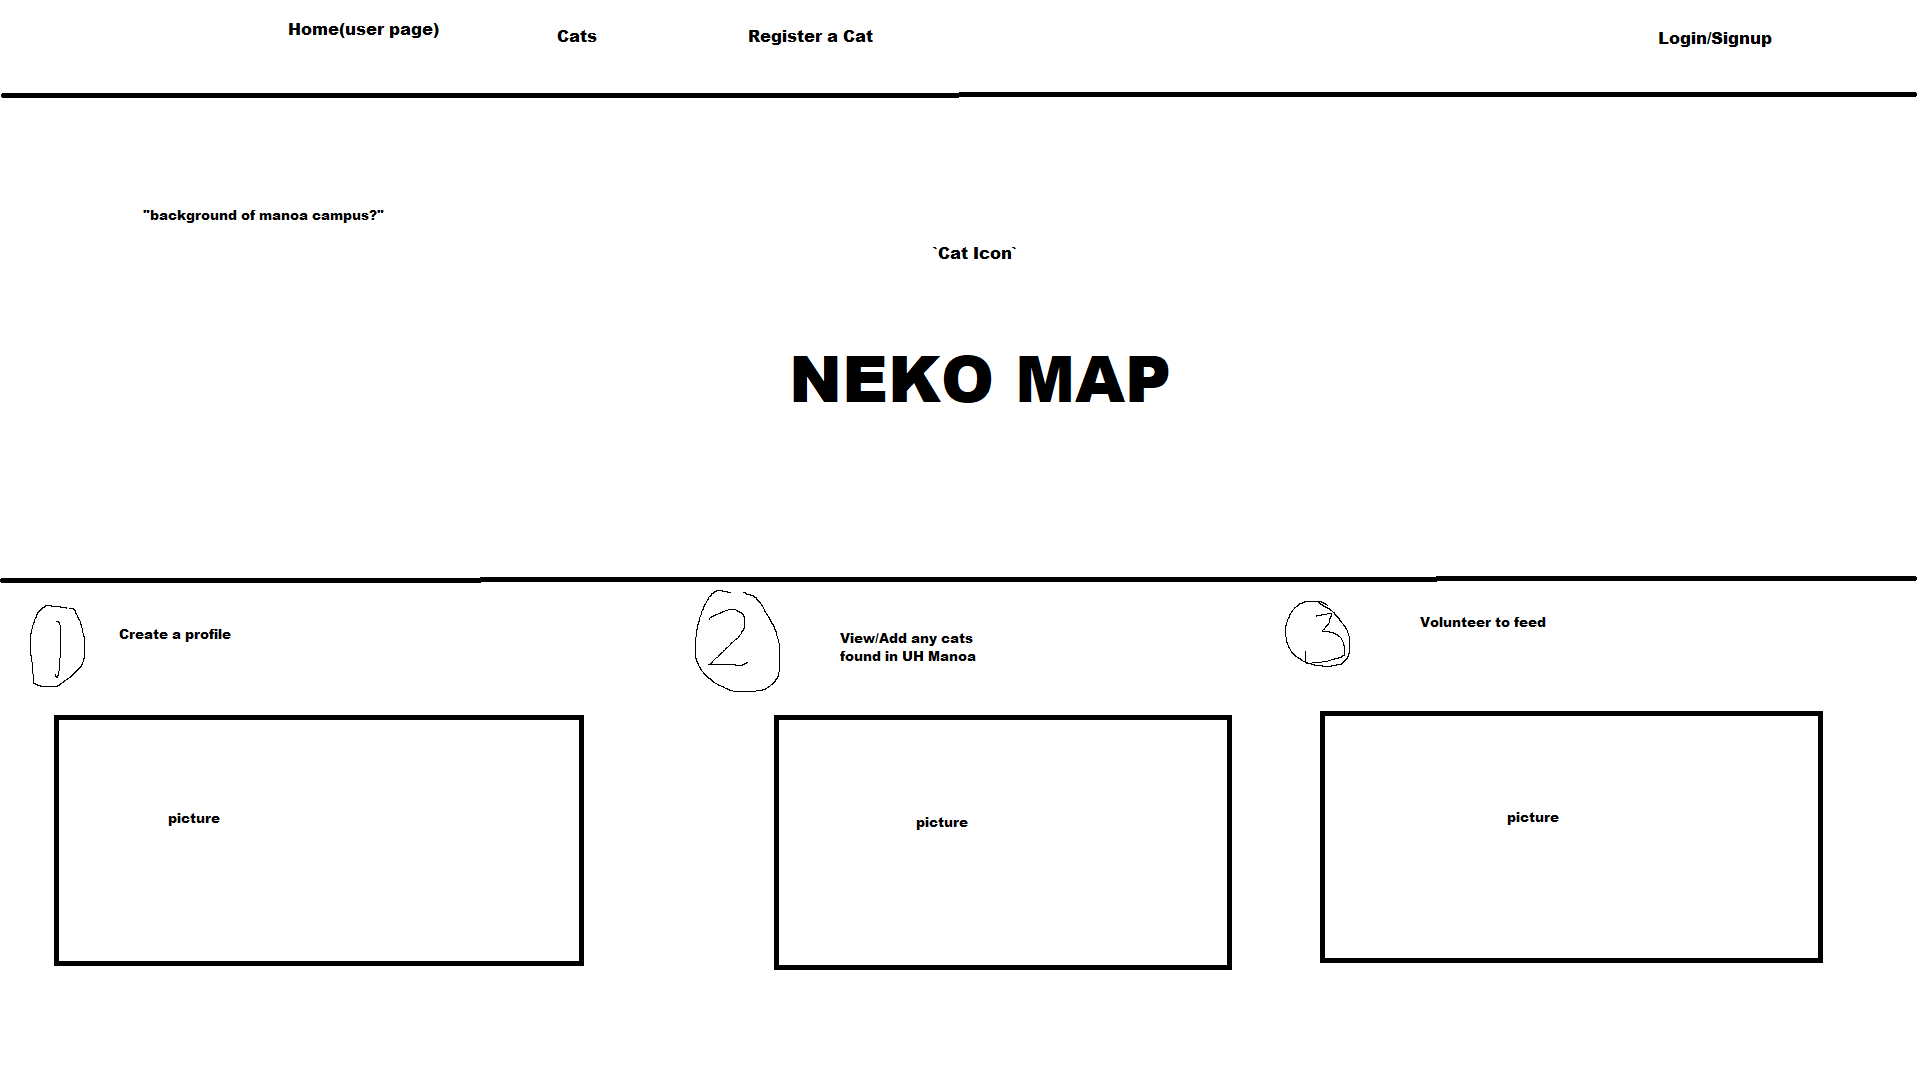 Home(user page)
Cats
Register a Cat
Login/Signup
"background of manoa campus?"
`Cat Icon`
NEKO MAP
1
Create a profile
2
View/Add any cats
found in UH Manoa
3
Volunteer to feed
picture
picture
picture